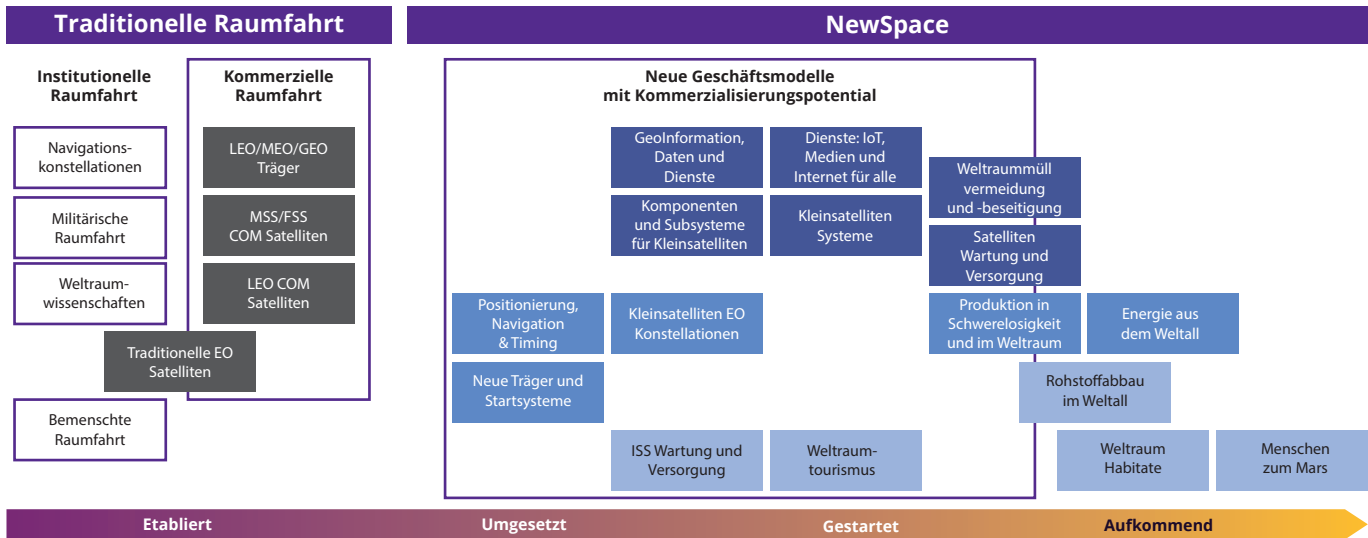 Traditionelle Raumfahrt
NewSpace
Institutionelle
Raumfahrt
Kommerzielle
Raumfahrt
Neue Geschäftsmodelle
mit Kommerzialisierungspotential
Navigations-
konstellationen
LEO/MEO/GEO
Träger
GeoInformation,
Daten und
Dienste
Dienste: IoT,
Medien und
Internet für alle
Weltraummüll
vermeidung
und -beseitigung
Militärische
Raumfahrt
MSS/FSS
COM Satelliten
Komponenten
und Subsysteme
für Kleinsatelliten
Kleinsatelliten
Systeme
Satelliten
Wartung und
Versorgung
Weltraum-
wissenschaften
LEO COM
Satelliten
Positionierung,
Navigation
& Timing
Kleinsatelliten EO
Konstellationen
Produktion in
Schwerelosigkeit
und im Weltraum
Energie aus
dem Weltall
Traditionelle EO
Satelliten
Neue Träger und
Startsysteme
Rohstoffabbau
im Weltall
Bemenschte
Raumfahrt
ISS Wartung und
Versorgung
Weltraum-
tourismus
Weltraum
Habitate
Menschen
zum Mars
Etabliert
Umgesetzt
Gestartet
Aufkommend